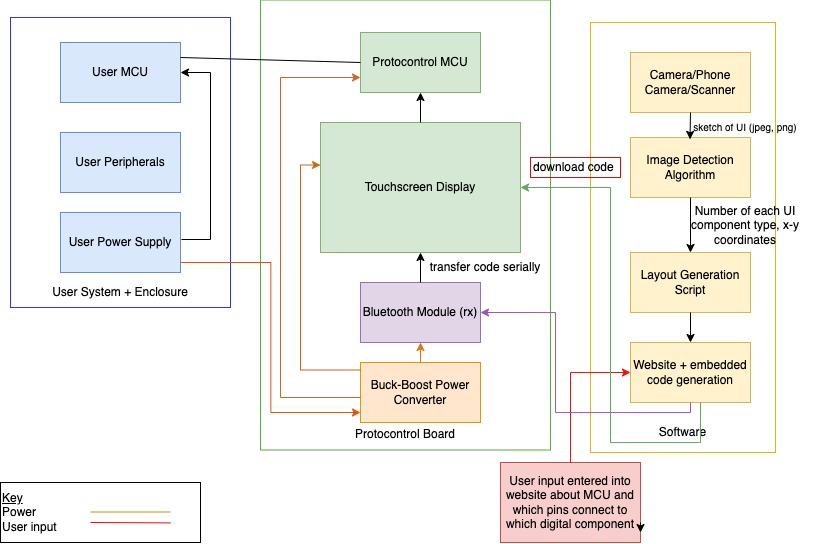 User MCU
User Peripherals
User Power Supply
User System + Enclosure
Protocontrol MCU
Touchscreen Display
transfer code serially
Bluetooth Module (rx)
Buck-Boost Power
Converter
Protocontrol Board
download code
Camera/Phone
Camera/Scanner
sketch of UI (jpeg, png)
Image Detection
Algorithm
Number of each UI
component type, x-y
coordinates
Layout Generation
Script
Website + embedded
code generation
Software
User input entered into
website about MCU and
which pins connect to
which digital component
Key
Power
User input